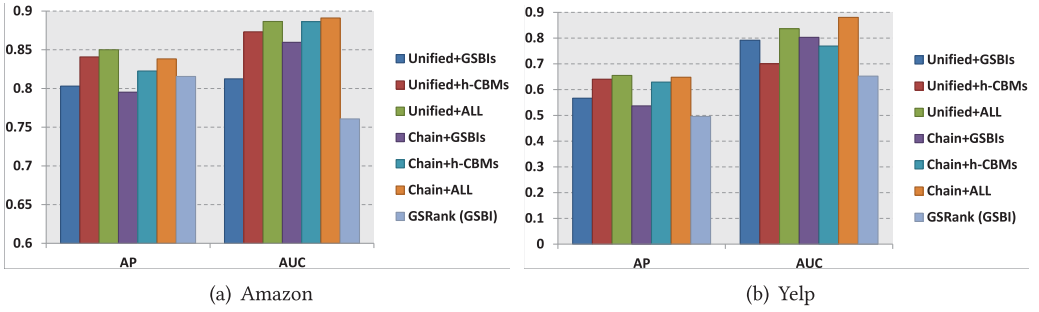 0.9
0.85
0.8
0.75
0.7
0.65
0.6
AP
AUC
Unified+GSBIs
Unified+h-CBMs
Unified+ALL
Chain+GSBIs
Chain+h-CBMs
Chain+ALL
GSRank (GSBI)
(a) Amazon
0.9
0.8
0.7
0.6
0.5
0.4
0.3
0.2
0.1
0
AP
AUC
Unified+GSBIs
Unified+h-CBMs
Unified+ALL
Chain+GSBIs
Chain+h-CBMs
Chain+ALL
GSRank (GSBI)
(b) Yelp